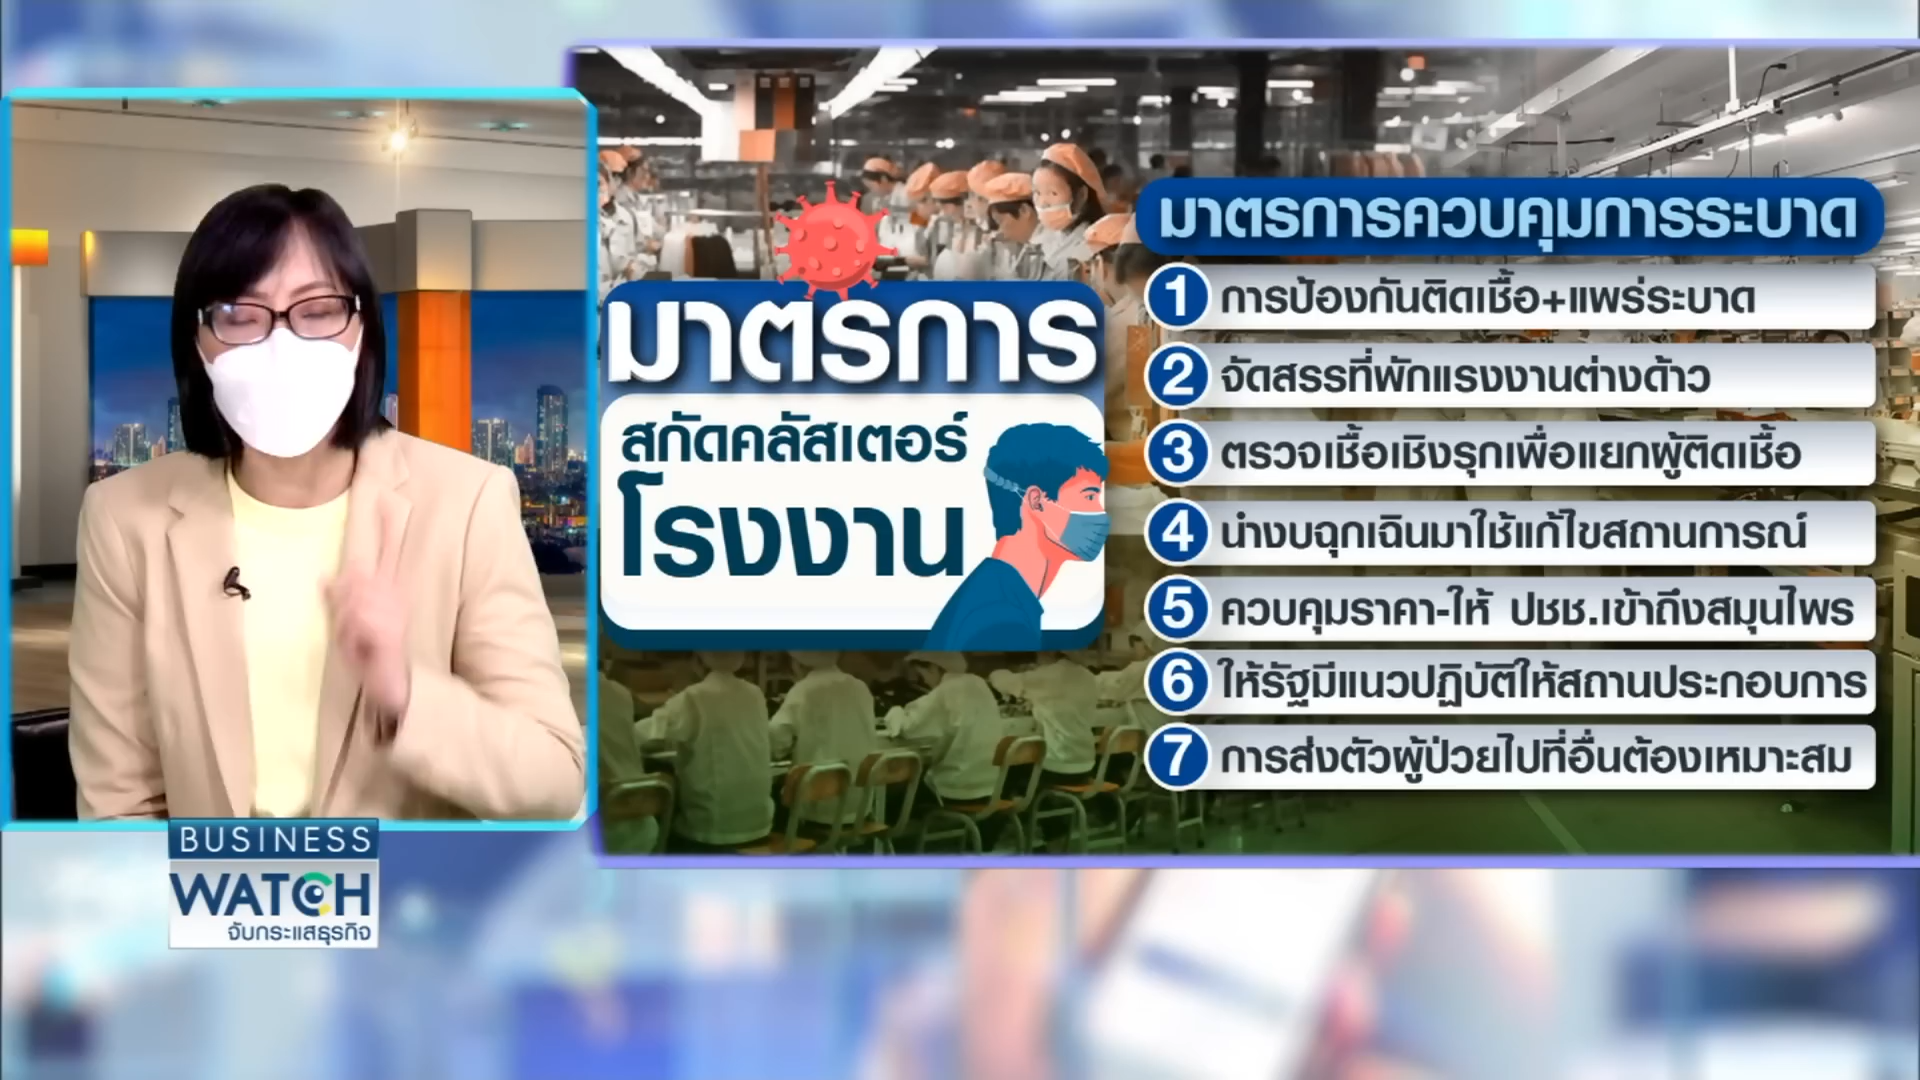 มาตรการ
สกัดคลัสเตอร์
โรงงาน
มาตรการควบคุมการระบาด
1 การป้องกันติดเชื้อ+แพร่ระบาด
2 จัดสรรที่พักแรงงานต่างด้าว
3 ตรวจเชื้อเชิงรุกเพื่อแยกผู้ติดเชื้อ
4 นำงบฉุกเฉินมาใช้แก้ไขสถานการณ์
5 ควบคุมราคา-ให้ ปชช.เข้าถึงสมุนไพร
6 ให้รัฐมีแนวปฏิบัติให้สถานประกอบการ
7 การส่งตัวผู้ป่วยไปที่อื่นต้องเหมาะสม
BUSINESS
WATCH
จับกระแสธุรกิจ